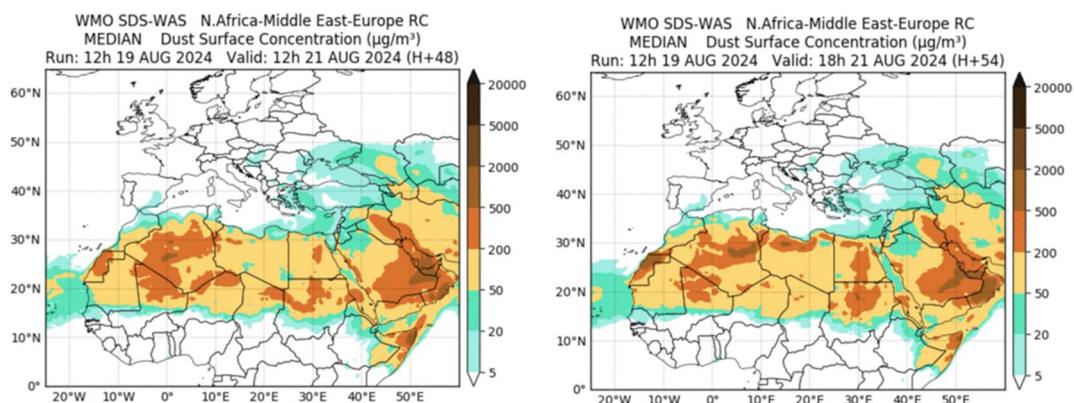 WMO SDS-WAS N.Africa-Middle East-Europe RC
MEDIAN Dust Surface Concentration (µg/m³)
Run: 12h 19 AUG 2024 Valid: 12h 21 AUG 2024 (H+48)
60°N
50°N
40°N
30°N
20°N
10°N
0°
20°W 10°W 0° 10°E 20°E 30°E 40°E 50°E
20000
5000
2000
500
200
50
20
5
WMO SDS-WAS N.Africa-Middle East-Europe RC
MEDIAN Dust Surface Concentration (µg/m³)
Run: 12h 19 AUG 2024 Valid: 18h 21 AUG 2024 (H+54)
60°N
50°N
40°N
30°N
20°N
10°N
0°
20°W 10°W 0° 10°E 20°E 30°E 40°E 50°E
20000
5000
2000
500
200
50
20
5